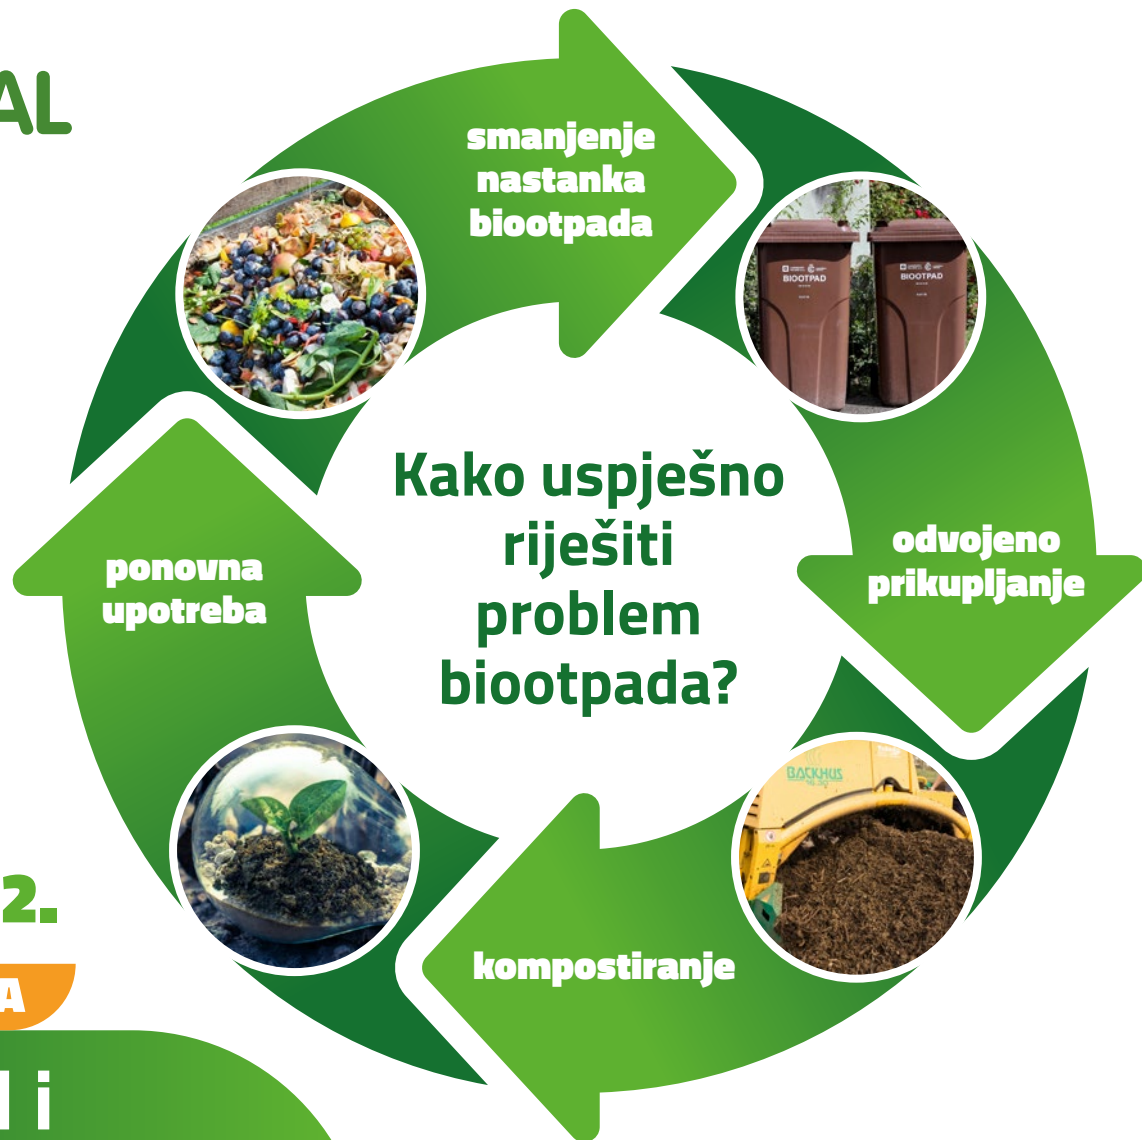 AL
smanjenje
nastanka
biootpada
BIOOTPAD
BIOOTPAD
Kako uspješno
riješiti
problem
biootpada?
odvojeno
prikupljanje
ponovna
upotreba
BACKHUS
kompostiranje
2.
A
l i